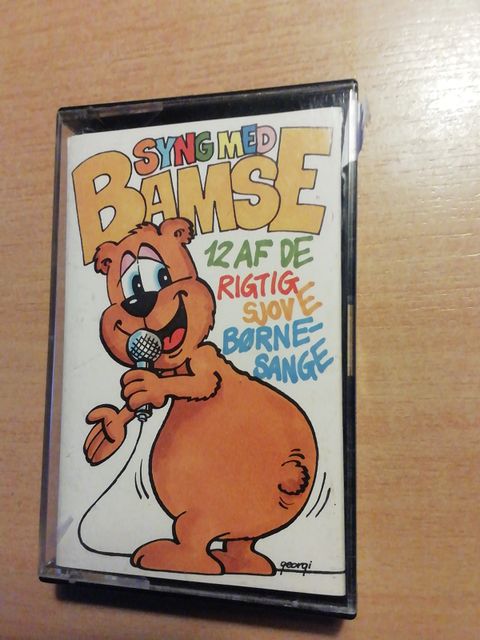 SYNG MED
BAMSE
12 AF DE
RIGTIG
SJOVE
BØRNE-
SANGE
georgi